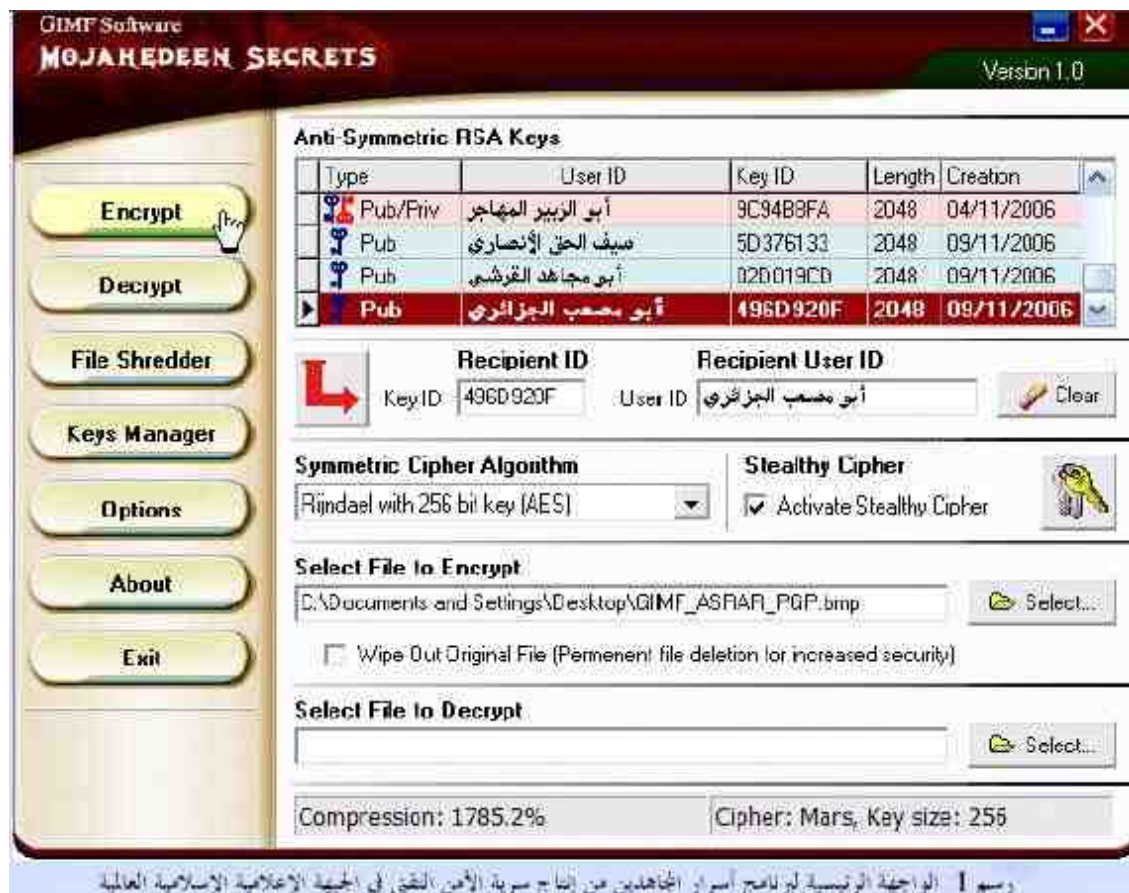 GIMF Software
MOJAHEDEEN SECRETS
Version 1.0
Anti-Symmetric RSA Keys
Type User ID Key ID Length Creation
Pub/Priv أبو الزبير المهاجر 9C94B8FA 2048 04/11/2006
Pub سيف الحق الأنصاري 5D376133 2048 09/11/2006
Pub أبو مجاهد القرشي 02D019CD 2048 09/11/2006
Pub أبو مصعب الجزائري 496D920F 2048 09/11/2006
Encrypt
Decrypt
File Shredder
Keys Manager
Options
About
Exit
Recipient ID Recipient User ID
Key ID 496D920F User ID أبو مصعب الجزائري Clear
Symmetric Cipher Algorithm Stealthy Cipher
Rijndael with 256 bit key (AES) Activate Stealthy Cipher
Select File to Encrypt
C:\Documents and Settings\Desktop\GIMF_ASRAR_PGP.bmp Select...
Wipe Out Original File (Permenent file deletion for increased security)
Select File to Decrypt
Select...
Compression: 1785.2% Cipher: Mars, Key size: 256
رسم 1 الواجهة الرئيسية لبرنامج أسرار المجاهدين من إنتاج سرية الأمن التقني في الجبهة الإعلامية الإسلامية العالمية